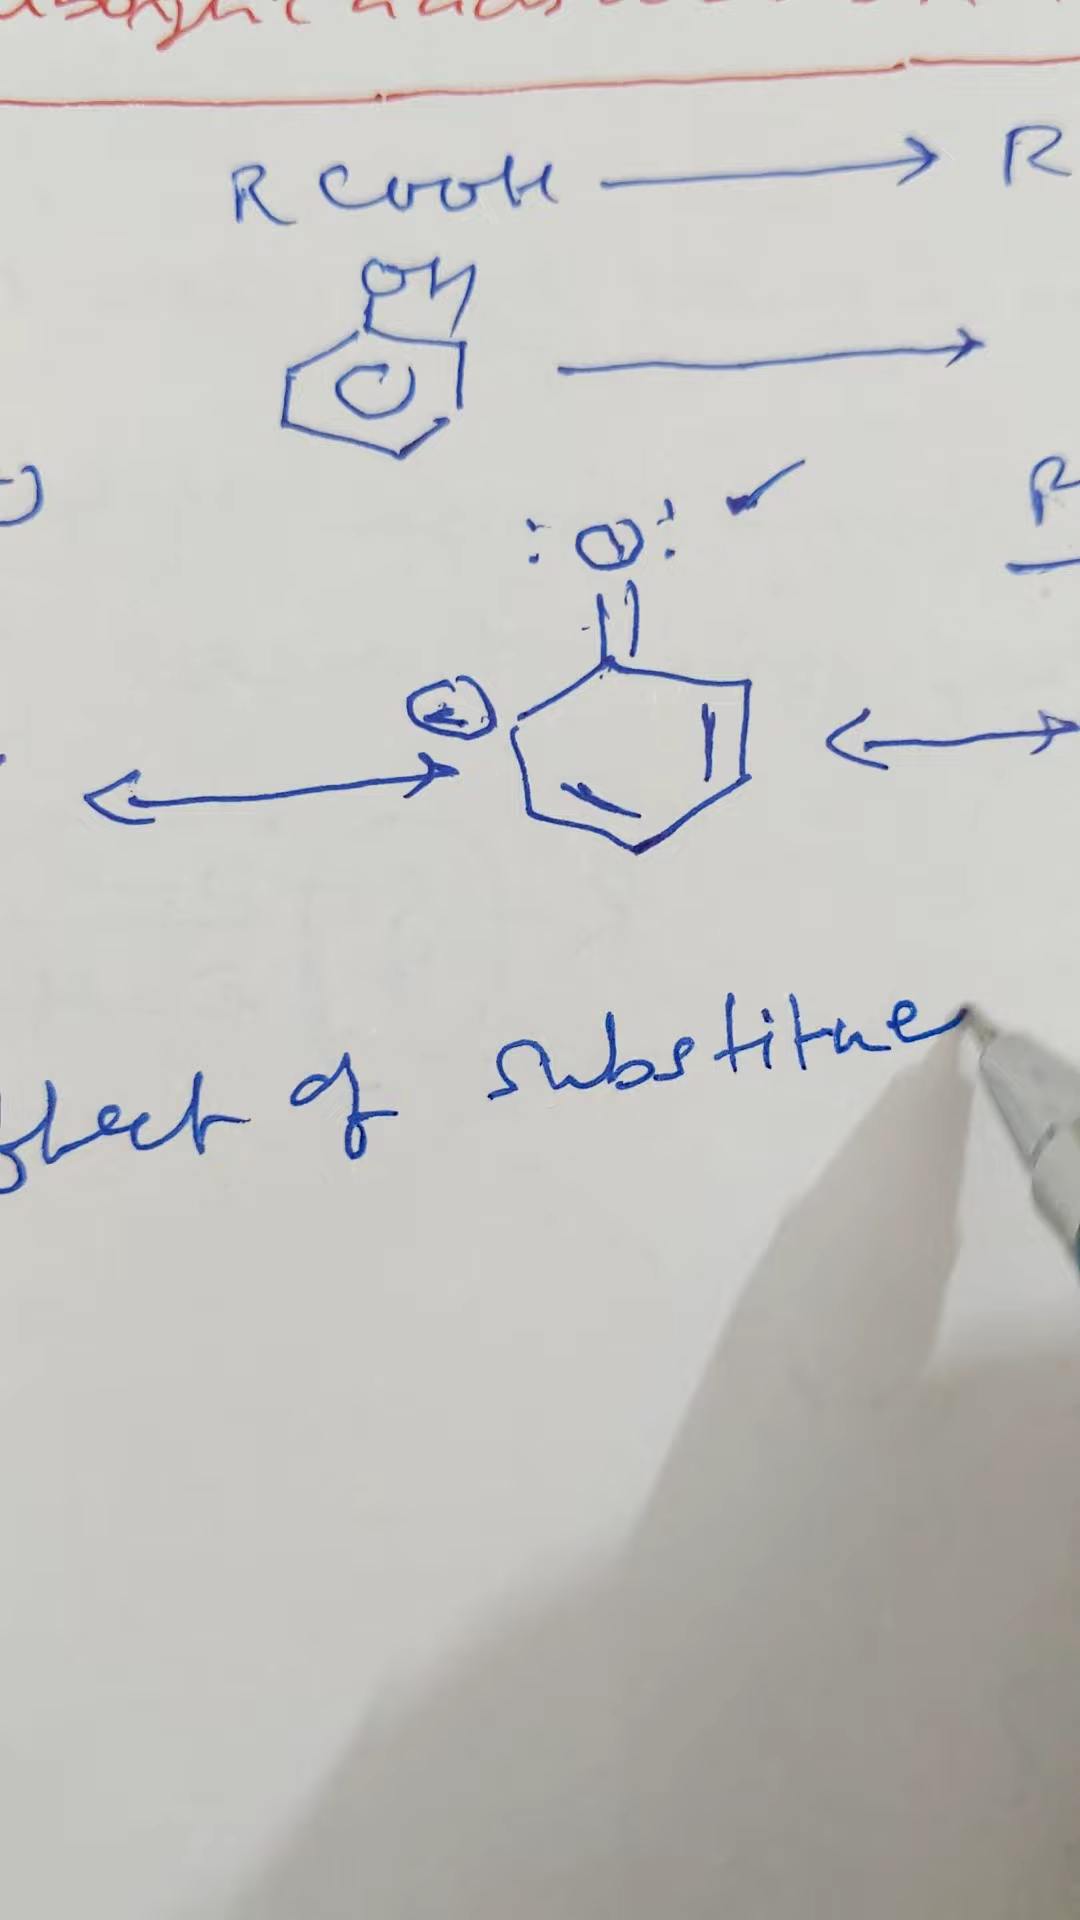 R COOH → R
OH
:O:
effect of substitue